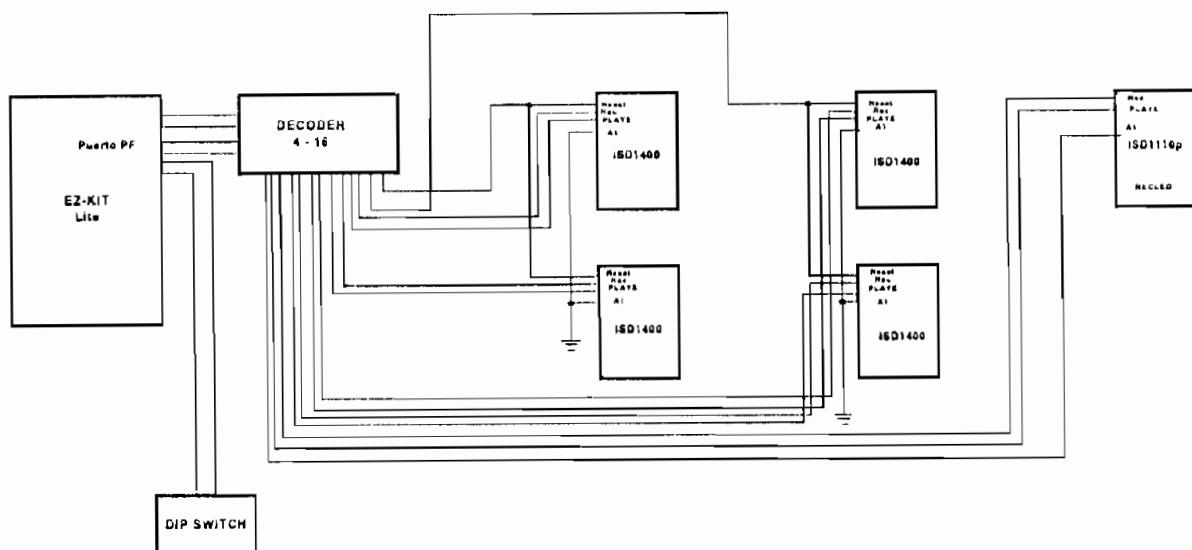 Puerto PF
EZ-KIT
Lite
DECODER
4 - 16
Reset
Rec
PLAYE
A1
ISD1400
Reset
Rec
PLAYE
A1
ISD1400
Reset
Rec
PLAYE
A1
ISD1400
Reset
Rec
PLAYE
A1
ISD1400
Rec
PLAYE
A1
ISD1110p
RECLED
DIP SWITCH